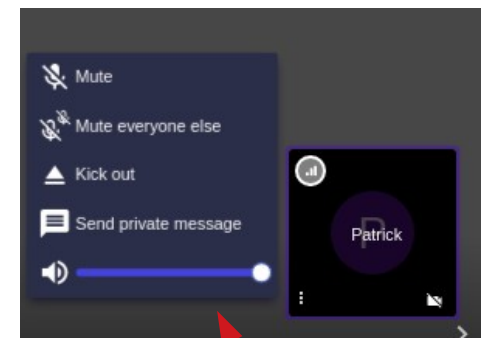 Mute
Mute everyone else
Kick out
Send private message
P
Patrick